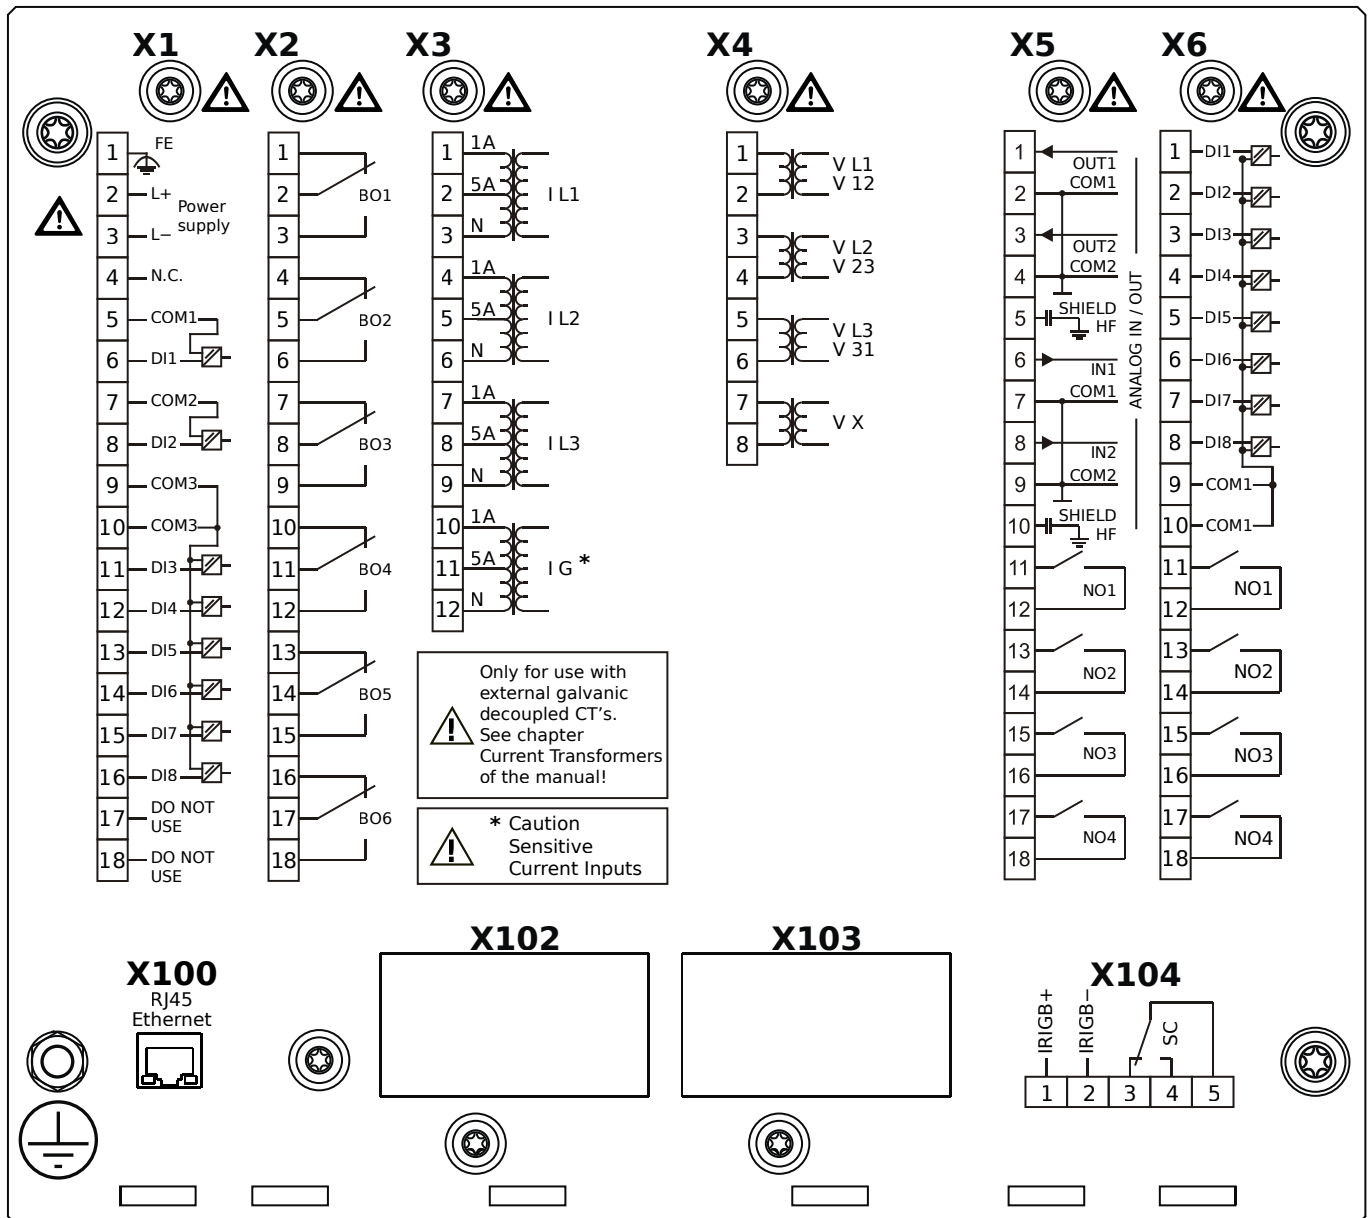 X1
X2
X3
X4
X5
X6
1 FE
2 L+
Power
supply
3 L−
4 N.C.
5 COM1
6 DI1
7 COM2
8 DI2
9 COM3
10 COM3
11 DI3
12 DI4
13 DI5
14 DI6
15 DI7
16 DI8
17 DO NOT
USE
18 DO NOT
USE
1
2 BO1
3
4
5 BO2
6
7
8 BO3
9
10
11 BO4
12
13
14 BO5
15
16
17 BO6
18
1 1A
2 5A I L1
3 N
4 1A
5 5A I L2
6 N
7 1A
8 5A I L3
9 N
10 1A
11 5A I G *
12 N
Only for use with
external galvanic
decoupled CT's.
See chapter
Current Transformers
of the manual!
* Caution
Sensitive
Current Inputs
1 V L1
2 V 12
3 V L2
4 V 23
5 V L3
6 V 31
7
V X
8
1 OUT1
2 COM1
3 OUT2
4 COM2
5 SHIELD
HF
6 IN1
7 COM1
8 IN2
9 COM2
10 SHIELD
HF
ANALOG IN / OUT
11
NO1
12
13
NO2
14
15
NO3
16
17
NO4
18
1 DI1
2 DI2
3 DI3
4 DI4
5 DI5
6 DI6
7 DI7
8 DI8
9 COM1
10 COM1
11
NO1
12
13
NO2
14
15
NO3
16
17
NO4
18
X100
RJ45
Ethernet
X102
X103
X104
IRIGB+
IRIGB−
SC
1 2 3 4 5